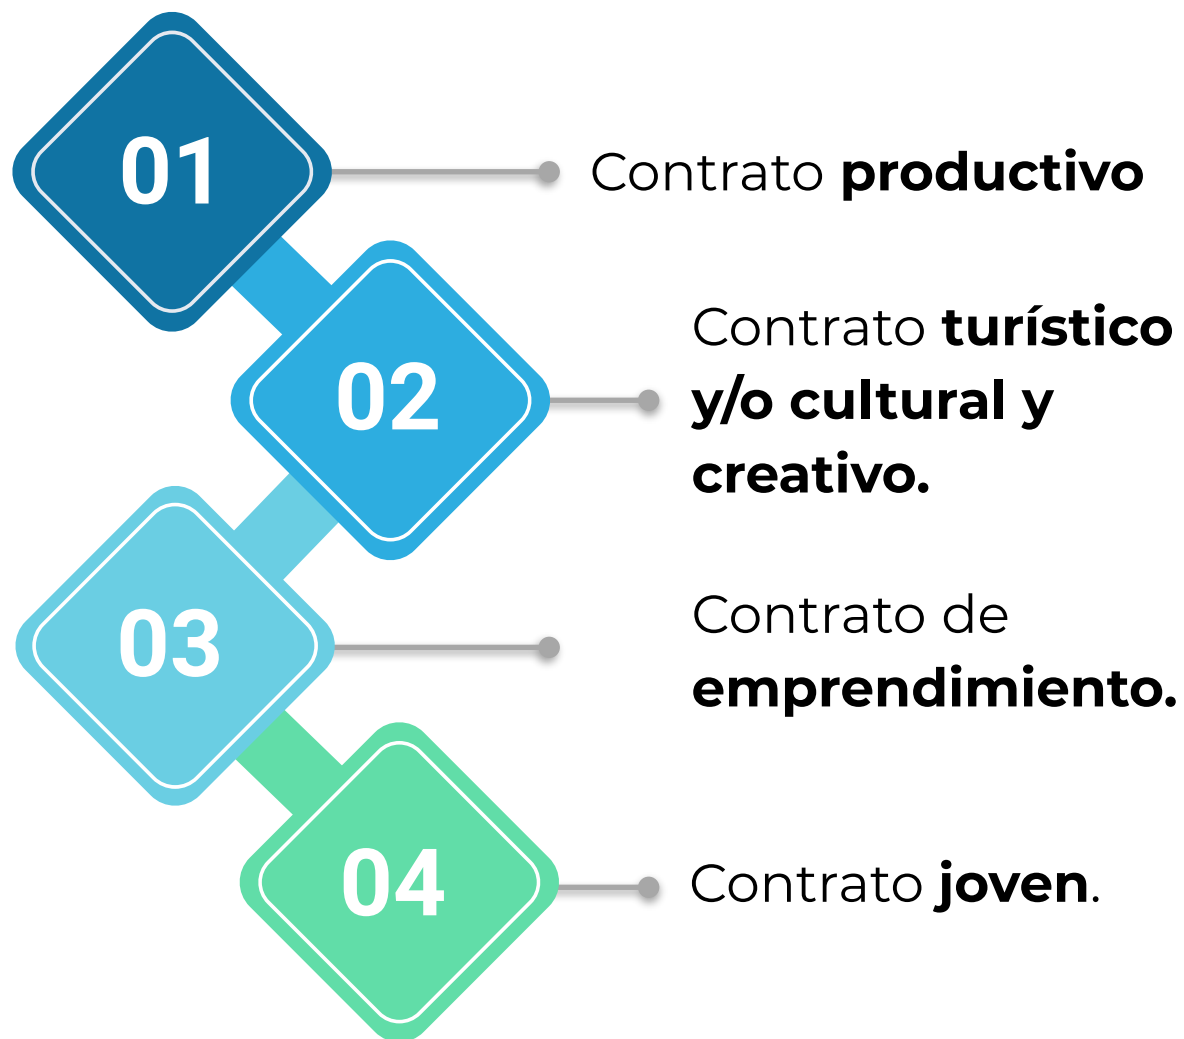 01
Contrato productivo
02
Contrato turístico
y/o cultural y
creativo.
03
Contrato de
emprendimiento.
04
Contrato joven.